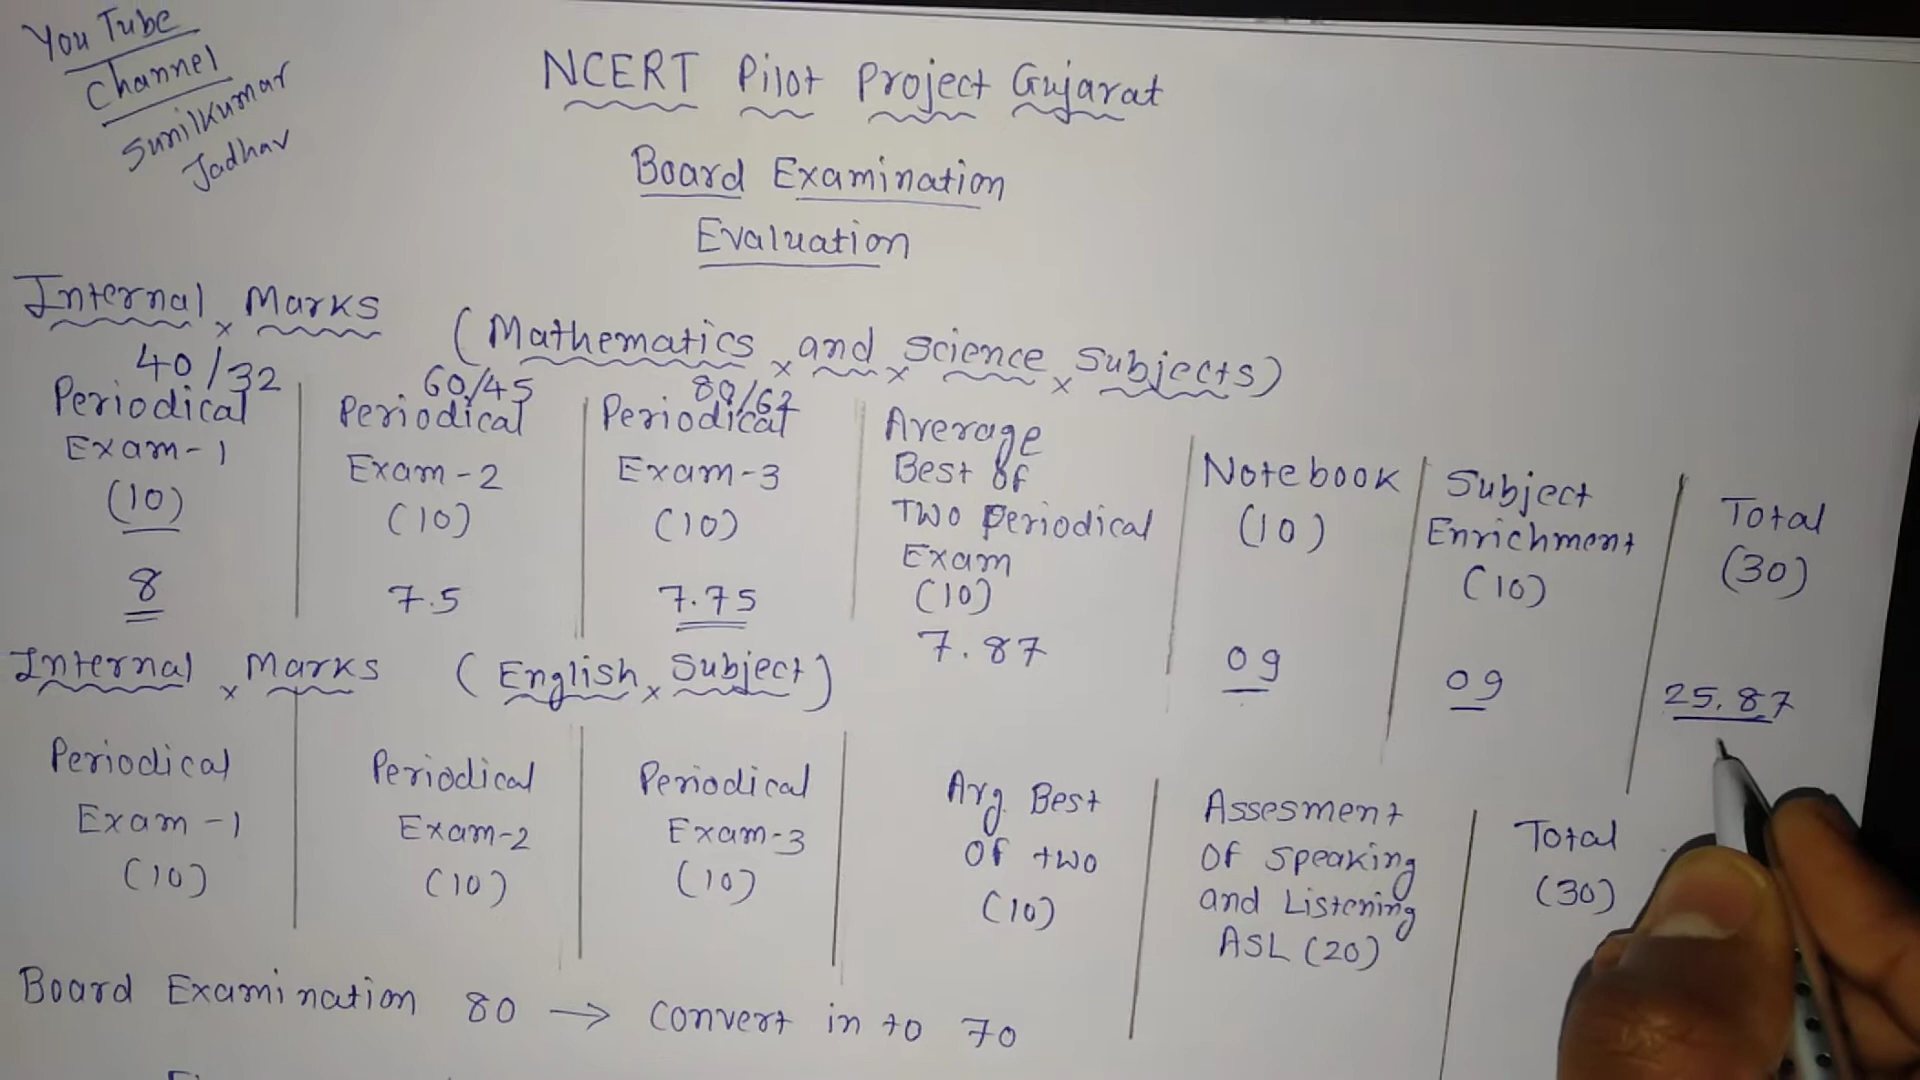 YouTube
Channel
Sunilkumar
Jadhav
NCERT Pilot Project Gujarat
Board Examination
Evaluation
Internal x Marks
(Mathematics x and x Science x Subjects)
40/32
Periodical
Exam-1
(10)
8
60/45
Periodical
Exam-2
(10)
7.5
Periodical
Exam-3
(10)
7.75
Average
Best of
Two Periodical
Exam
(10)
7.87
Notebook
(10)
09
Subject
Enrichment
(10)
09
Total
(30)
25.87
Internal x Marks (English x Subject)
Periodical
Exam-1
(10)
Periodical
Exam-2
(10)
Periodical
Exam-3
(10)
Avg. Best
of two
(10)
Assesment
of Speaking
and Listening
ASL (20)
Total
(30)
Board Examination 80 → Convert in to 70